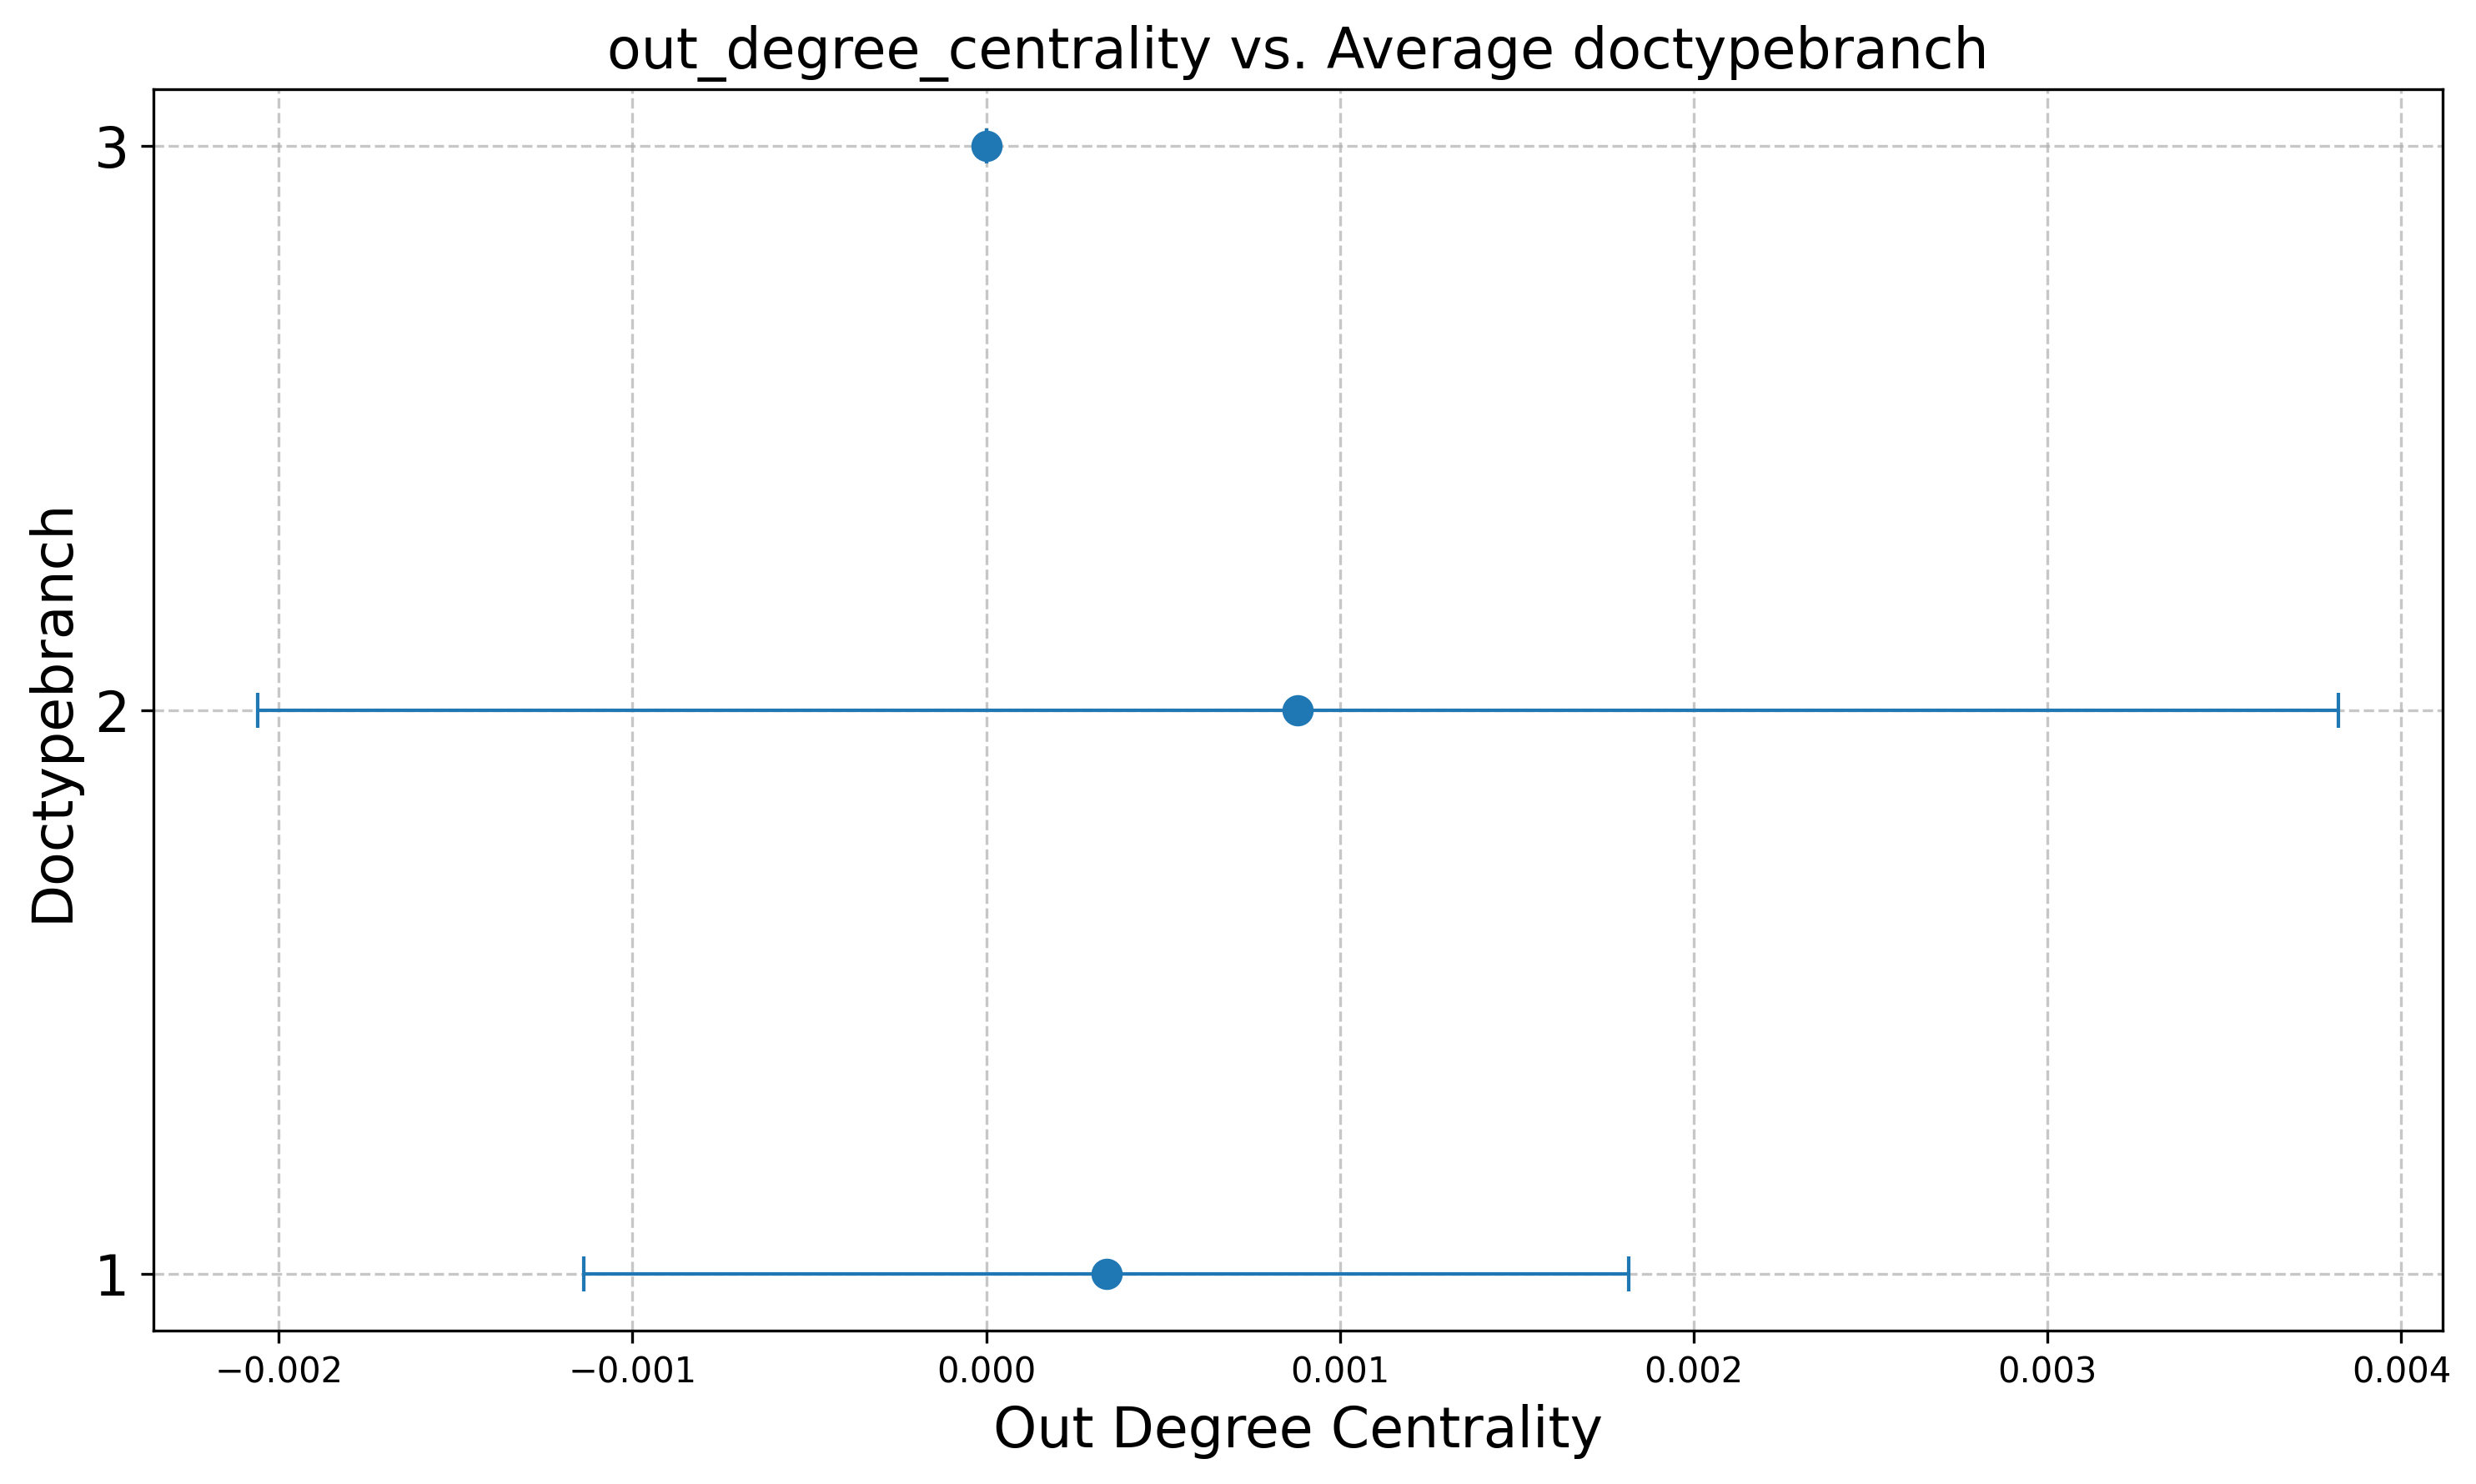 out_degree_centrality vs. Average doctypebranch
3
2
1
Doctypebranch
−0.002 −0.001 0.000 0.001 0.002 0.003 0.004
Out Degree Centrality